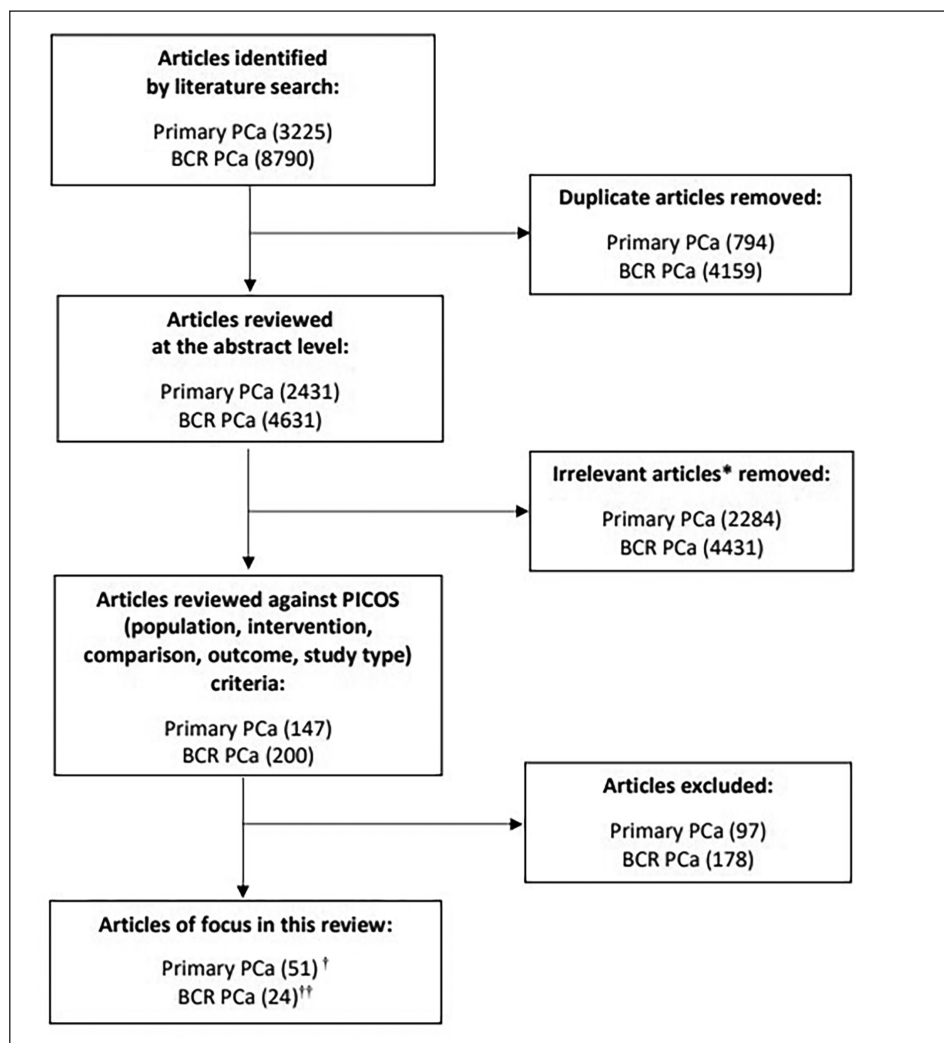 Articles identified
by literature search:
Primary PCa (3225)
BCR PCa (8790)
Duplicate articles removed:
Primary PCa (794)
BCR PCa (4159)
Articles reviewed
at the abstract level:
Primary PCa (2431)
BCR PCa (4631)
Irrelevant articles* removed:
Primary PCa (2284)
BCR PCa (4431)
Articles reviewed against PICOS
(population, intervention,
comparison, outcome, study type)
criteria:
Primary PCa (147)
BCR PCa (200)
Articles excluded:
Primary PCa (97)
BCR PCa (178)
Articles of focus in this review:
Primary PCa (51) †
BCR PCa (24)††